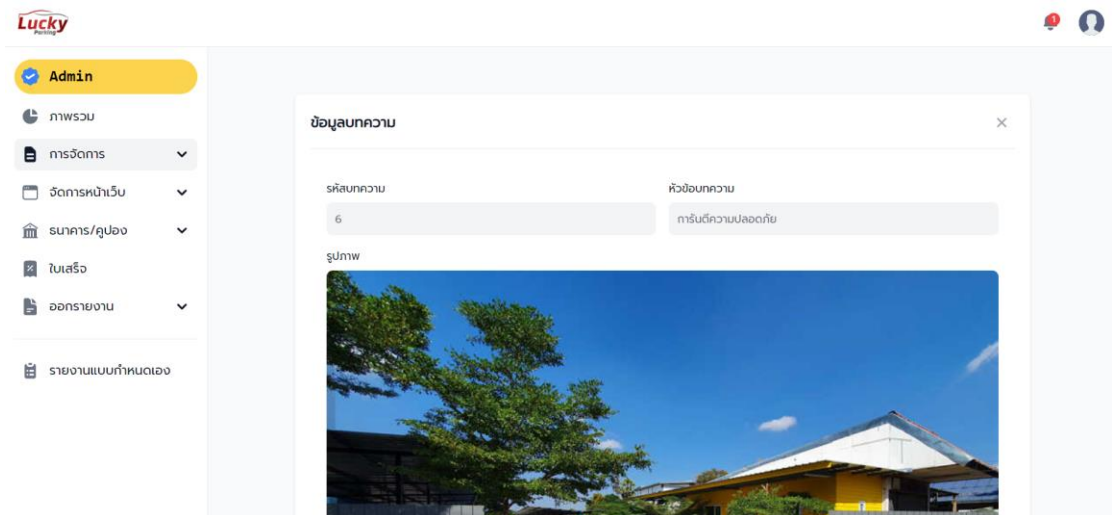 Lucky
Parking
1
Admin
ภาพรวม
การจัดการ
จัดการหน้าเว็บ
ธนาคาร/คูปอง
ใบเสร็จ
ออกรายงาน
รายงานแบบกำหนดเอง
ข้อมูลบทความ
รหัสบทความ
หัวข้อบทความ
6
การันตีความปลอดภัย
รูปภาพ